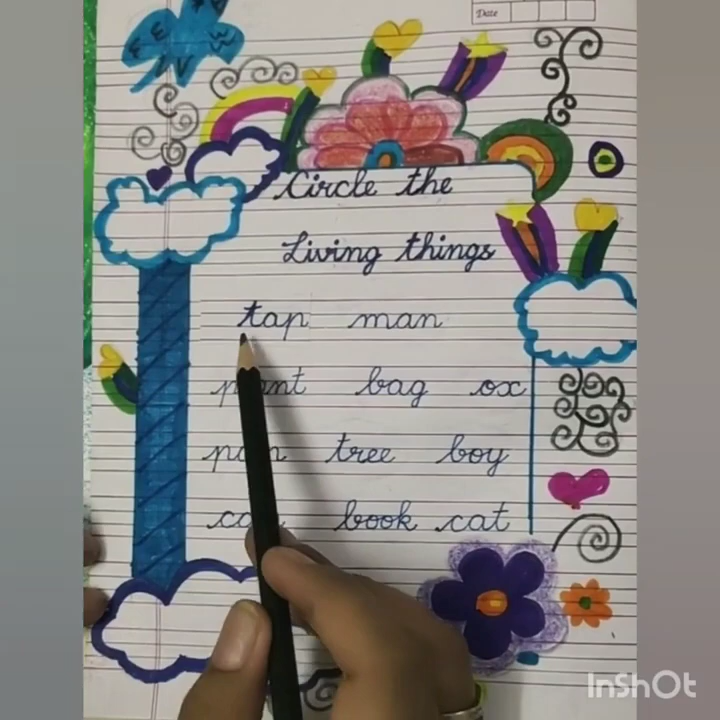 Date
Circle the
Living things
tap man
bag ox
tree boy
book cat
InShOt